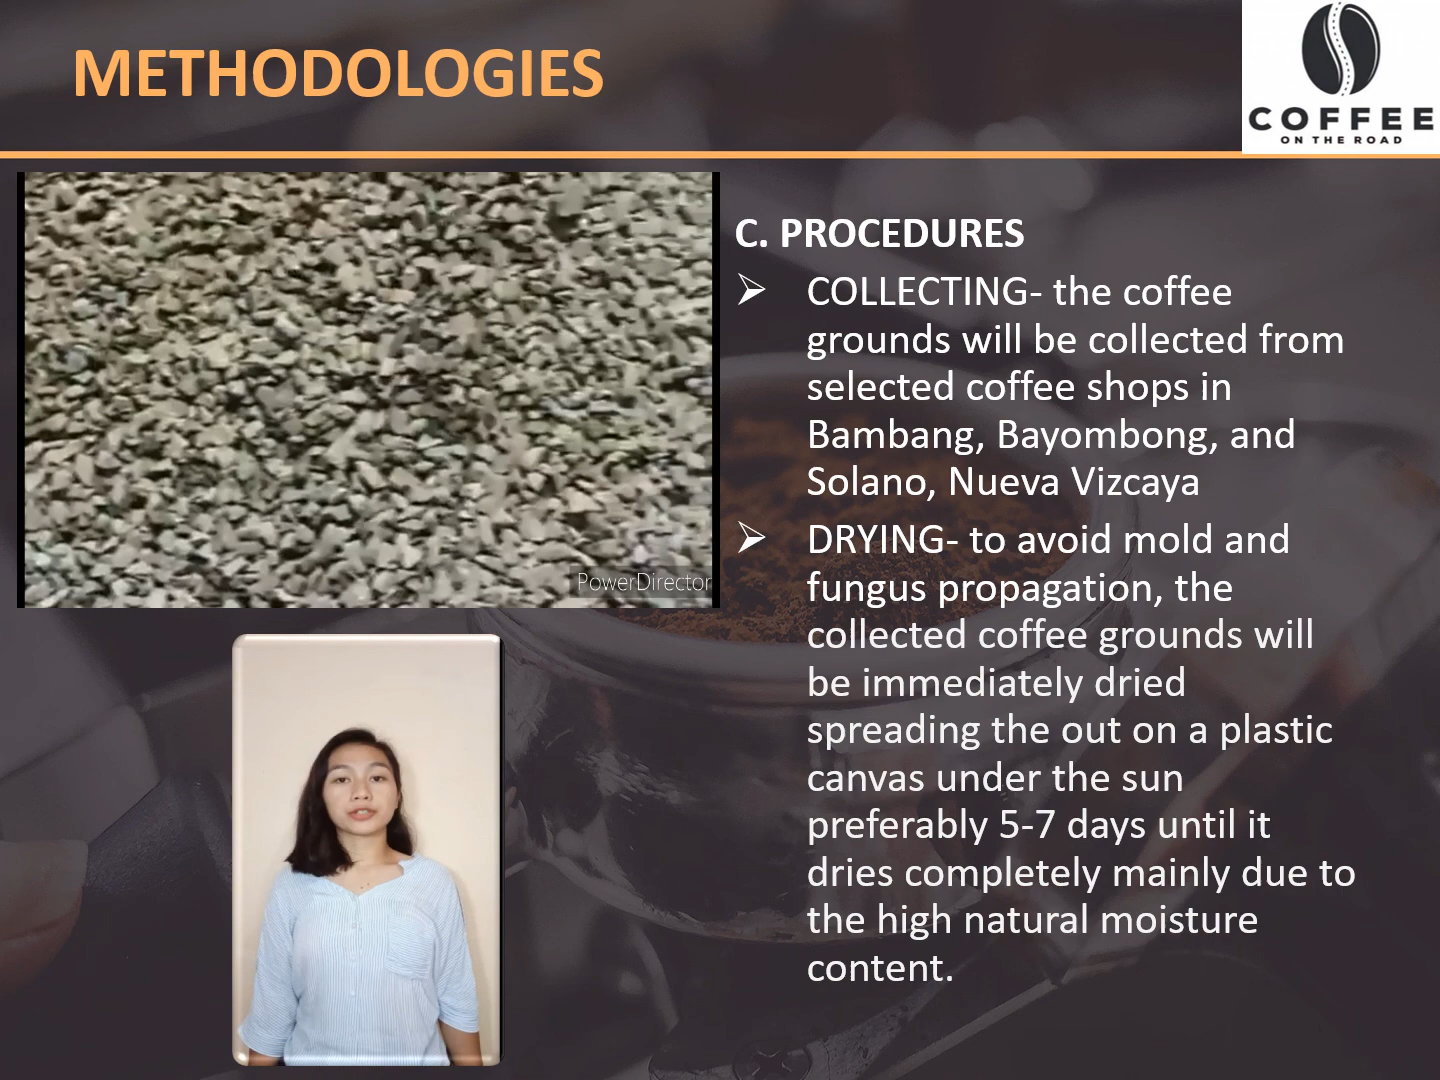 METHODOLOGIES
COFFEE
ON THE ROAD
C. PROCEDURES
COLLECTING- the coffee
grounds will be collected from
selected coffee shops in
Bambang, Bayombong, and
Solano, Nueva Vizcaya
DRYING- to avoid mold and
fungus propagation, the
collected coffee grounds will
be immediately dried
spreading the out on a plastic
canvas under the sun
preferably 5-7 days until it
dries completely mainly due to
the high natural moisture
content.
PowerDirector